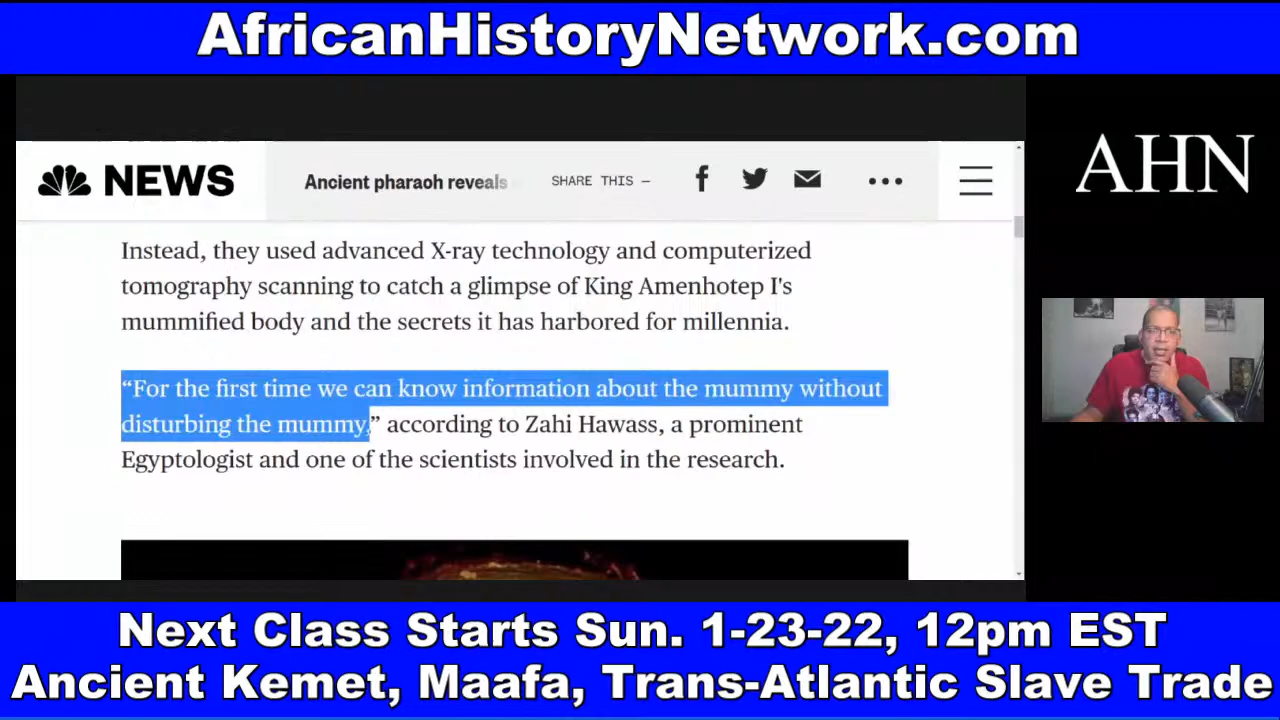 AfricanHistoryNetwork.com
NEWS
Ancient pharaoh reveals
SHARE THIS —
AHN
Instead, they used advanced X-ray technology and computerized
tomography scanning to catch a glimpse of King Amenhotep I's
mummified body and the secrets it has harbored for millennia.
“For the first time we can know information about the mummy without
disturbing the mummy,” according to Zahi Hawass, a prominent
Egyptologist and one of the scientists involved in the research.
Next Class Starts Sun. 1-23-22, 12pm EST
Ancient Kemet, Maafa, Trans-Atlantic Slave Trade